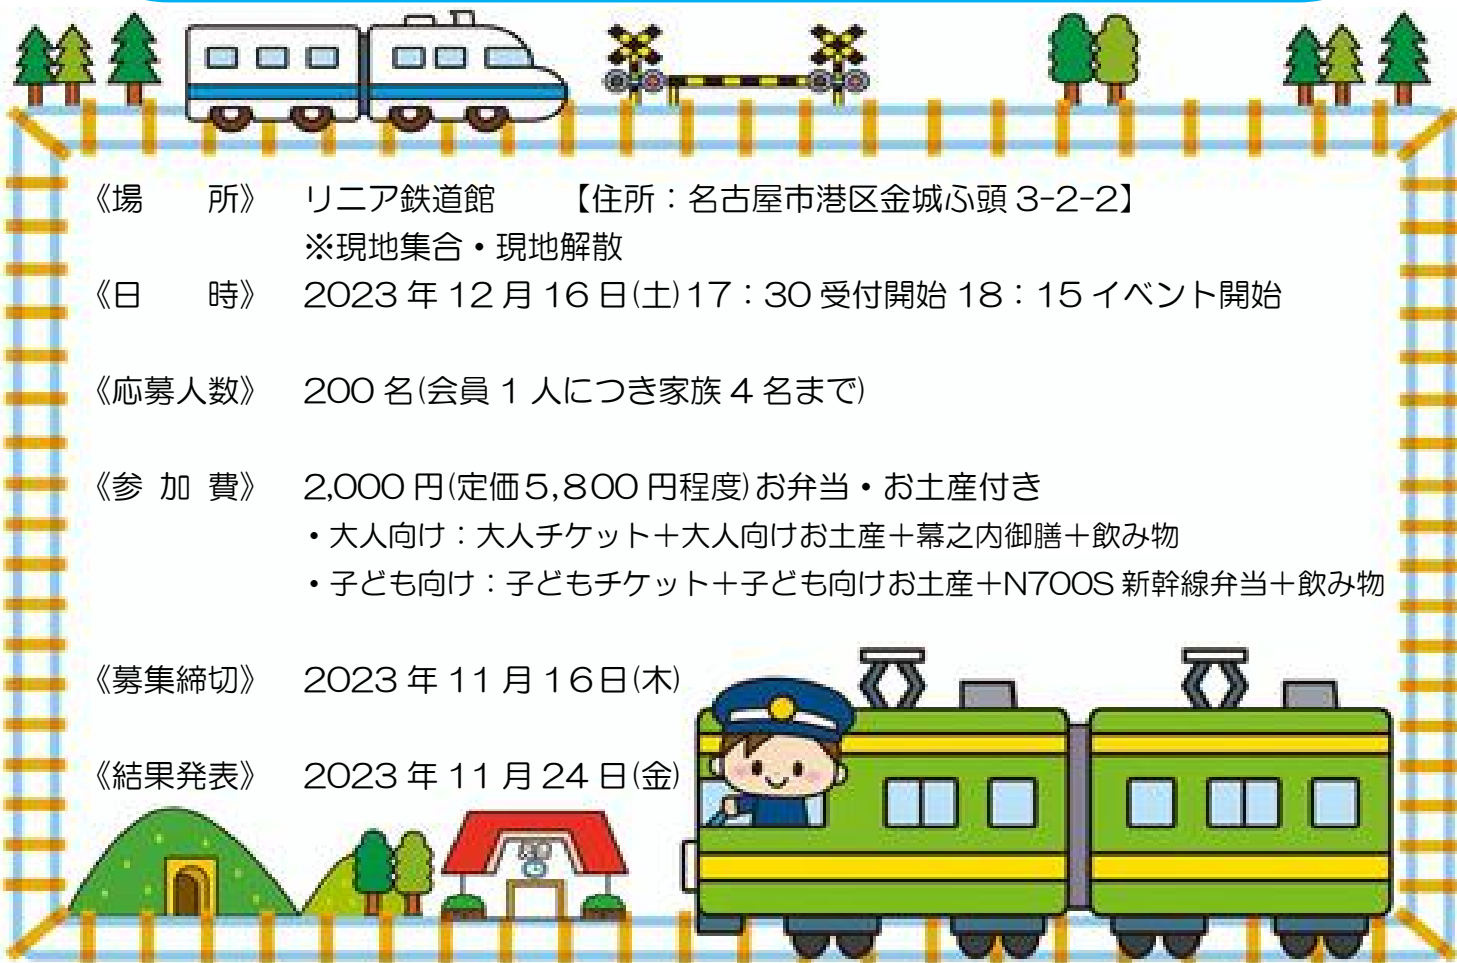 《場　所》 リニア鉄道館 【住所：名古屋市港区金城ふ頭 3-2-2】
※現地集合・現地解散
《日　時》 2023 年 12 月 16 日(土)17：30 受付開始 18：15 イベント開始
《応募人数》 200 名(会員 1 人につき家族 4 名まで)
《参 加 費》 2,000 円(定価5,800 円程度)お弁当・お土産付き
・大人向け：大人チケット＋大人向けお土産＋幕之内御膳＋飲み物
・子ども向け：子どもチケット＋子ども向けお土産＋N700S 新幹線弁当＋飲み物
《募集締切》 2023 年 11 月 16日(木)
《結果発表》 2023 年 11 月 24 日(金)